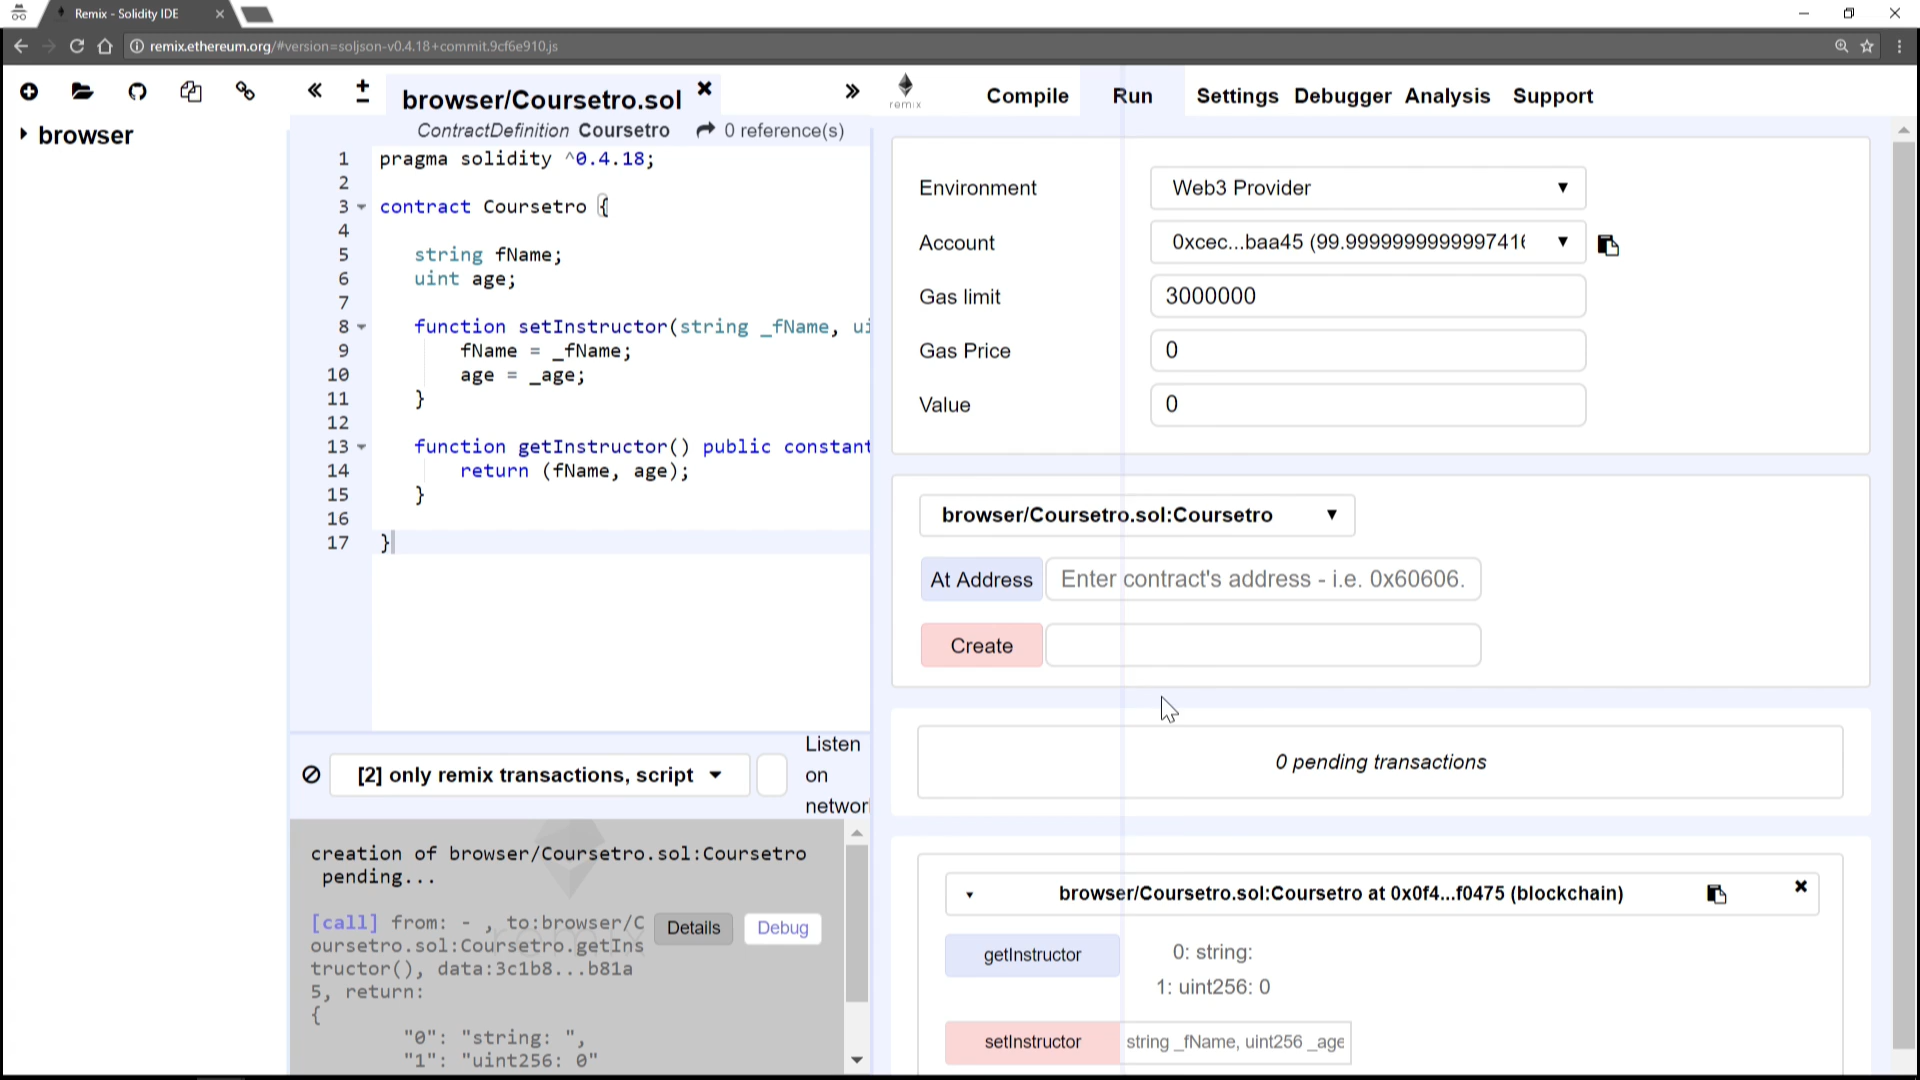 Remix - Solidity IDE
remix.ethereum.org/#version=soljson-v0.4.18+commit.9cf6e910.js
browser/Coursetro.sol
remix
Compile Run Settings Debugger Analysis Support
browser
ContractDefinition Coursetro 0 reference(s)
1 pragma solidity ^0.4.18;
2
3 contract Coursetro {
4
5 string fName;
6 uint age;
7
8 function setInstructor(string _fName, ui
9 fName = _fName;
10 age = _age;
11 }
12
13 function getInstructor() public constant
14 return (fName, age);
15 }
16
17 }
Listen
on
networ
[2] only remix transactions, script
creation of browser/Coursetro.sol:Coursetro
pending...
[call] from: - , to:browser/C
oursetro.sol:Coursetro.getIns
tructor(), data:3c1b8...b81a
5, return:
{
"0": "string: ",
"1": "uint256: 0"
Details Debug
Environment Web3 Provider
Account 0xcec...baa45 (99.9999999999997416
Gas limit 3000000
Gas Price 0
Value 0
browser/Coursetro.sol:Coursetro
At Address Enter contract's address - i.e. 0x60606.
Create
0 pending transactions
browser/Coursetro.sol:Coursetro at 0x0f4...f0475 (blockchain)
getInstructor 0: string:
1: uint256: 0
setInstructor string _fName, uint256 _age